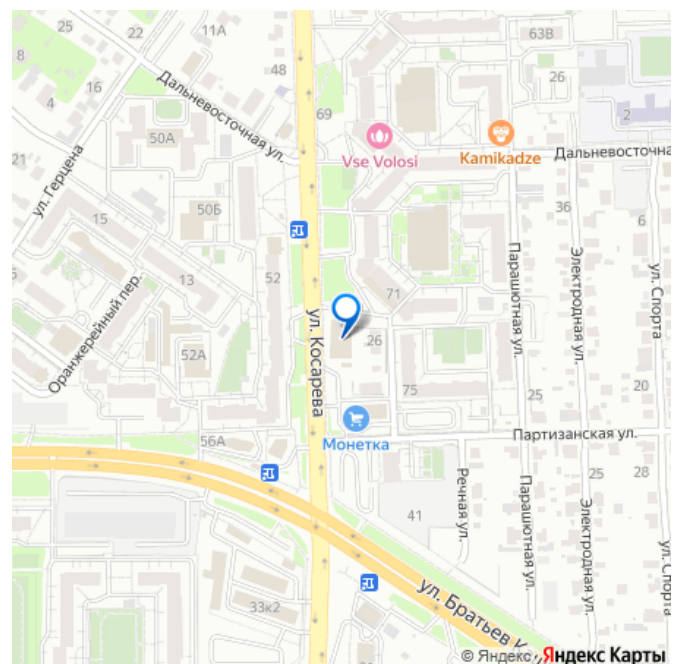 22
11А
63В
8
48
26
16
4
Дальневосточная ул.
69
2
50А
Vse Volosi
Kamikadze
Дальневосточна
21
ул. Герцена
50Б
36
6
15
13
52
Оранжерейный пер.
71
Парашютная ул.
Электродная ул.
ул. Спорта
ул. Косарева
26
52А
75
25
20
Монетка
56А
Партизанская ул.
41
Речная ул.
25
28
Парашютная ул.
Электродная ул.
ул. Спорта
33к2
ул. Братьев К
© Яндекс
Яндекс Карты